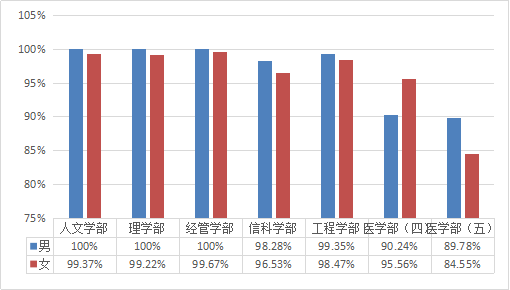 105%
100%
95%
90%
85%
80%
75%
人文学部 理学部 经管学部 信科学部 工程学部 医学部（四） 医学部（五）
男 100% 100% 100% 98.28% 99.35% 90.24% 89.78%
女 99.37% 99.22% 99.67% 96.53% 98.47% 95.56% 84.55%